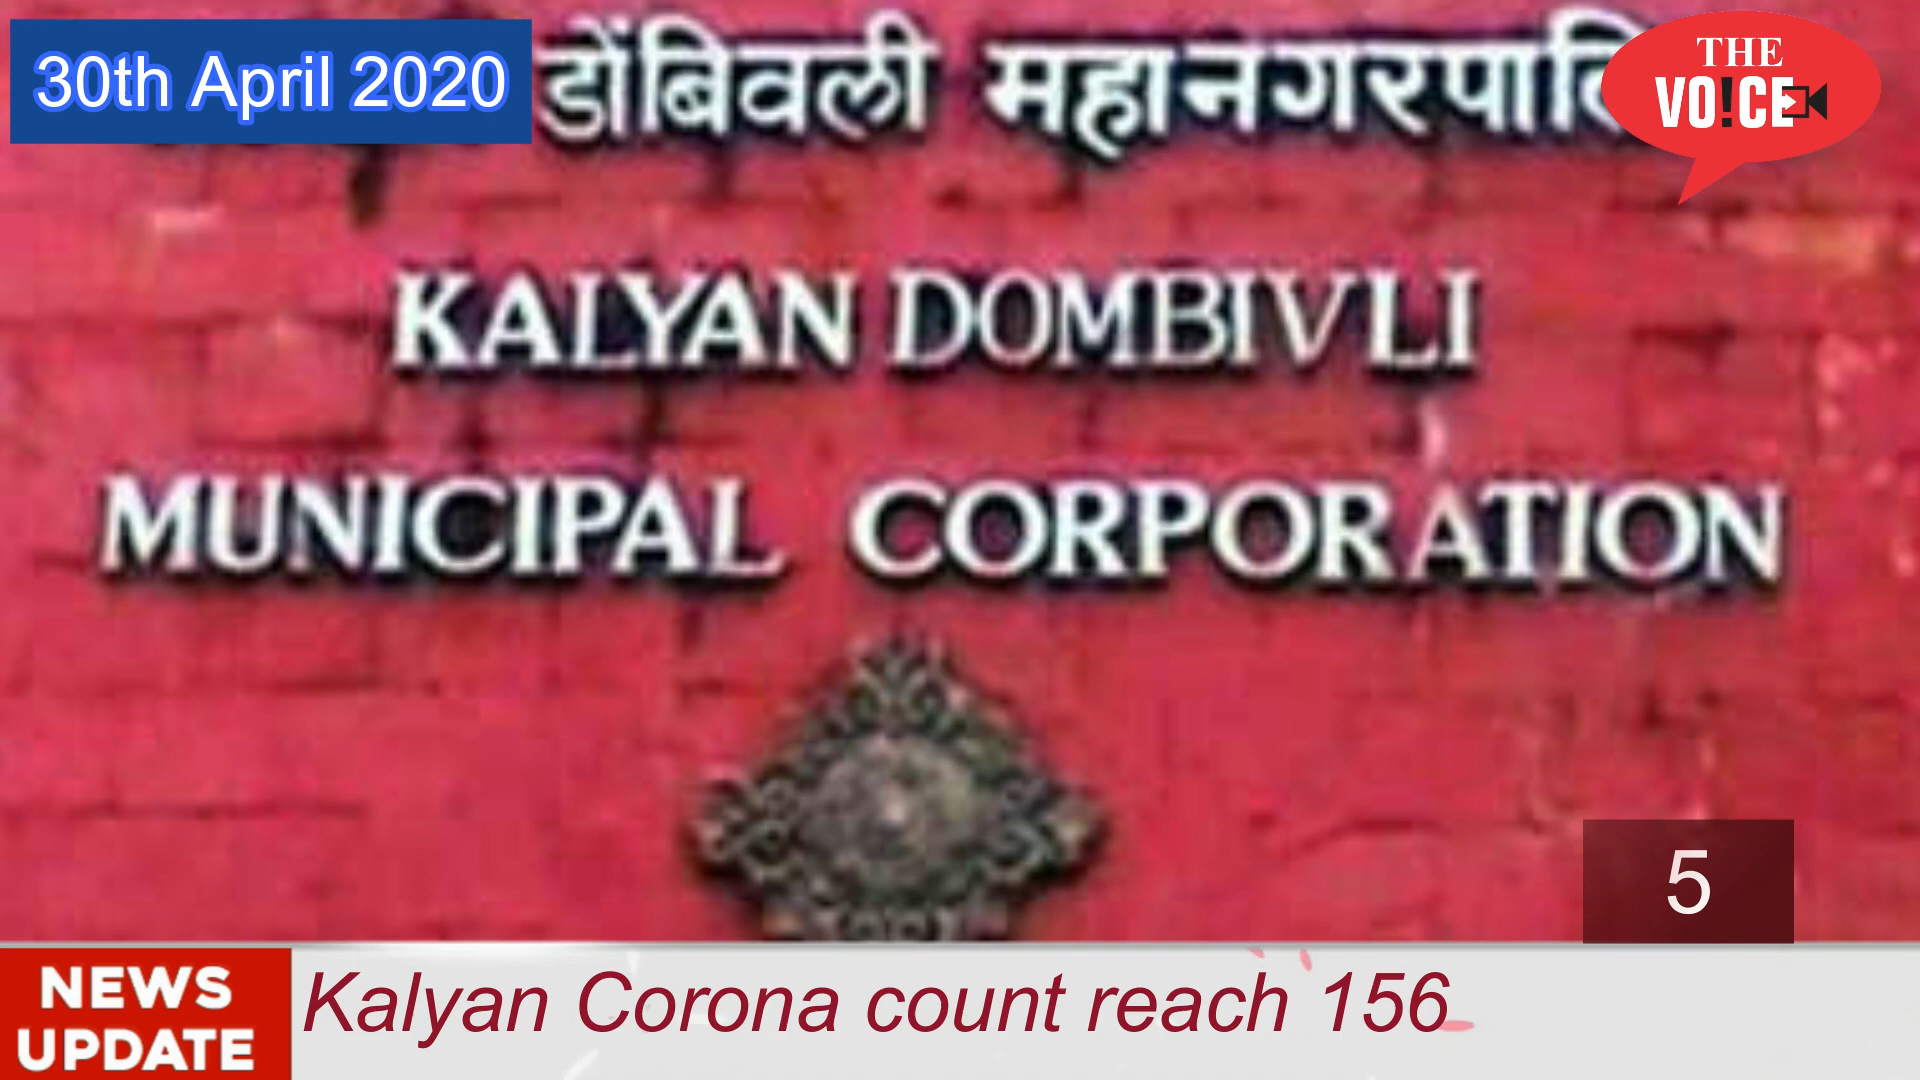 30th April 2020
डोंबिवली महानगरपालि
THE
VO!CE
KALYAN DOMBIVLI
MUNICIPAL CORPORATION
5
NEWS
UPDATE
Kalyan Corona count reach 156